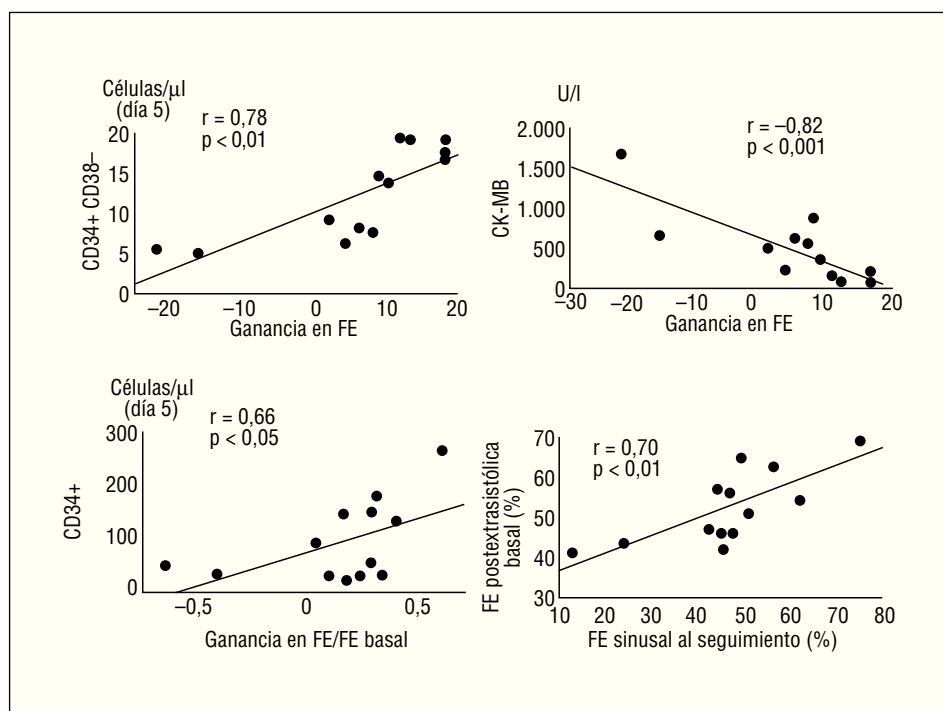 Células/µl
(día 5)
r = 0,78
p < 0,01
CD34+ CD38–
20
15
10
5
0
–20
–10
0
10
20
Ganancia en FE
U/l
r = –0,82
p < 0,001
CK-MB
2.000
1.500
1.000
500
0
–30
–20
–10
0
10
20
Ganancia en FE
Células/µl
(día 5)
r = 0,66
p < 0,05
CD34+
300
200
100
0
–0,5
0
0,5
Ganancia en FE/FE basal
r = 0,70
p < 0,01
FE postextrasistólica
basal (%)
70
60
50
40
30
10
20
30
40
50
60
70
80
FE sinusal al seguimiento (%)